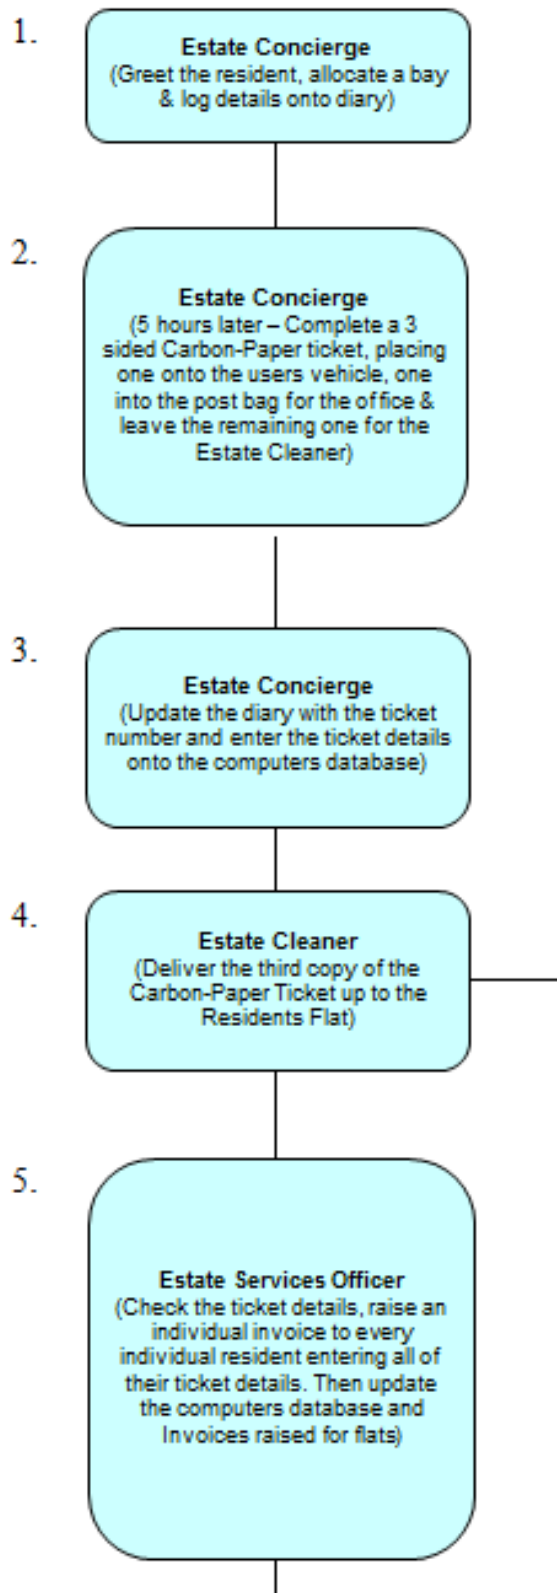 1.
Estate Concierge
(Greet the resident, allocate a bay
& log details onto diary)
2.
Estate Concierge
(5 hours later – Complete a 3
sided Carbon-Paper ticket, placing
one onto the users vehicle, one
into the post bag for the office &
leave the remaining one for the
Estate Cleaner)
3.
Estate Concierge
(Update the diary with the ticket
number and enter the ticket details
onto the computers database)
4.
Estate Cleaner
(Deliver the third copy of the
Carbon-Paper Ticket up to the
Residents Flat)
5.
Estate Services Officer
(Check the ticket details, raise an
individual invoice to every
individual resident entering all of
their ticket details. Then update
the computers database and
Invoices raised for flats)